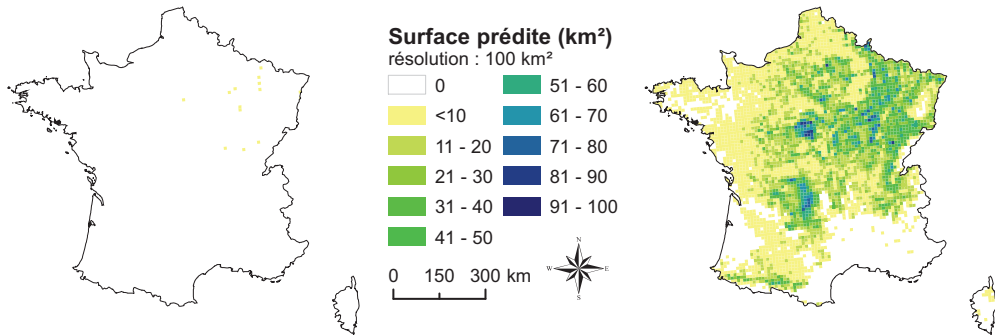 Surface prédite (km²)
résolution : 100 km²
0
<10
11 - 20
21 - 30
31 - 40
41 - 50
51 - 60
61 - 70
71 - 80
81 - 90
91 - 100
0 150 300 km
N
W E
S